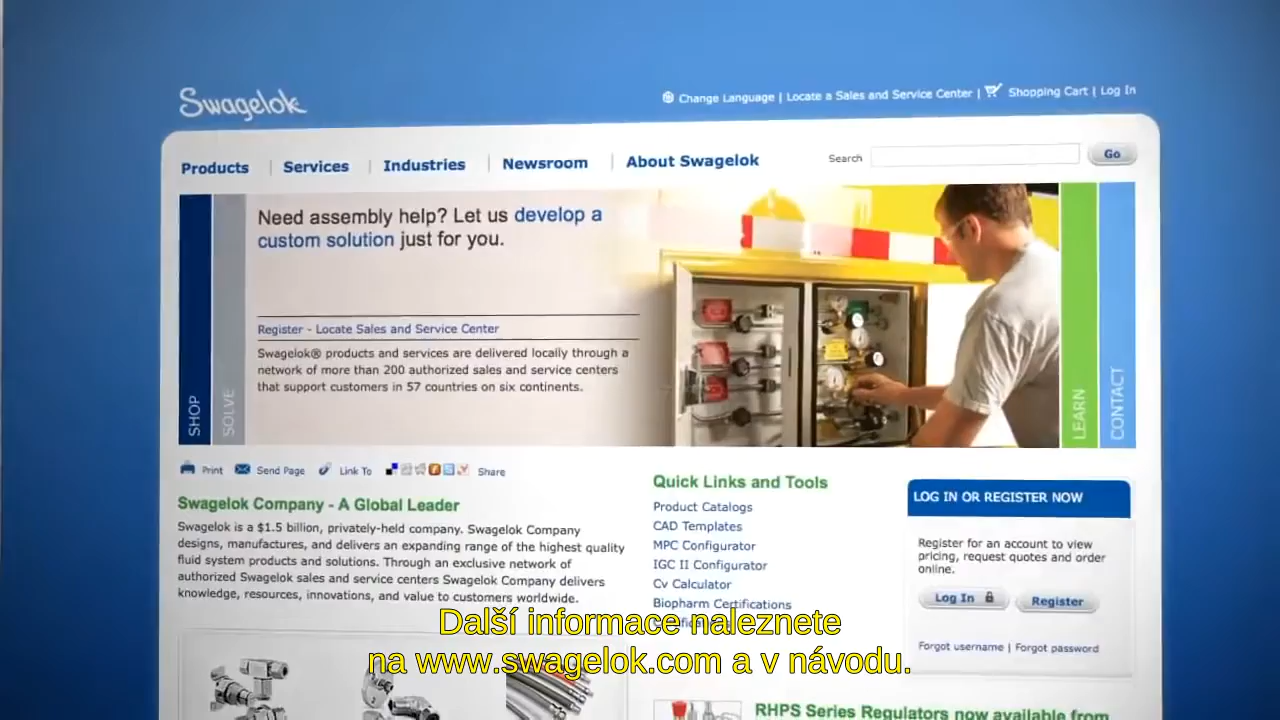 Swagelok
Change Language | Locate a Sales and Service Center | Shopping Cart | Log In
Products | Services | Industries | Newsroom | About Swagelok
Search
Go
SHOP
SOLVE
Need assembly help? Let us develop a
custom solution just for you.
Register - Locate Sales and Service Center
Swagelok® products and services are delivered locally through a
network of more than 200 authorized sales and service centers
that support customers in 57 countries on six continents.
LEARN
CONTACT
Print Send Page Link To Share
Swagelok Company - A Global Leader
Swagelok is a $1.5 billion, privately-held company. Swagelok Company
designs, manufactures, and delivers an expanding range of the highest quality
fluid system products and solutions. Through an exclusive network of
authorized Swagelok sales and service centers Swagelok Company delivers
knowledge, resources, innovations, and value to customers worldwide.
Quick Links and Tools
Product Catalogs
CAD Templates
MPC Configurator
IGC II Configurator
Cv Calculator
Biopharm Certifications
LOG IN OR REGISTER NOW
Register for an account to view
pricing, request quotes and order
online.
Log In
Register
Forgot username | Forgot password
RHPS Series Regulators now available from
Další informace naleznete
na www.swagelok.com a v návodu.